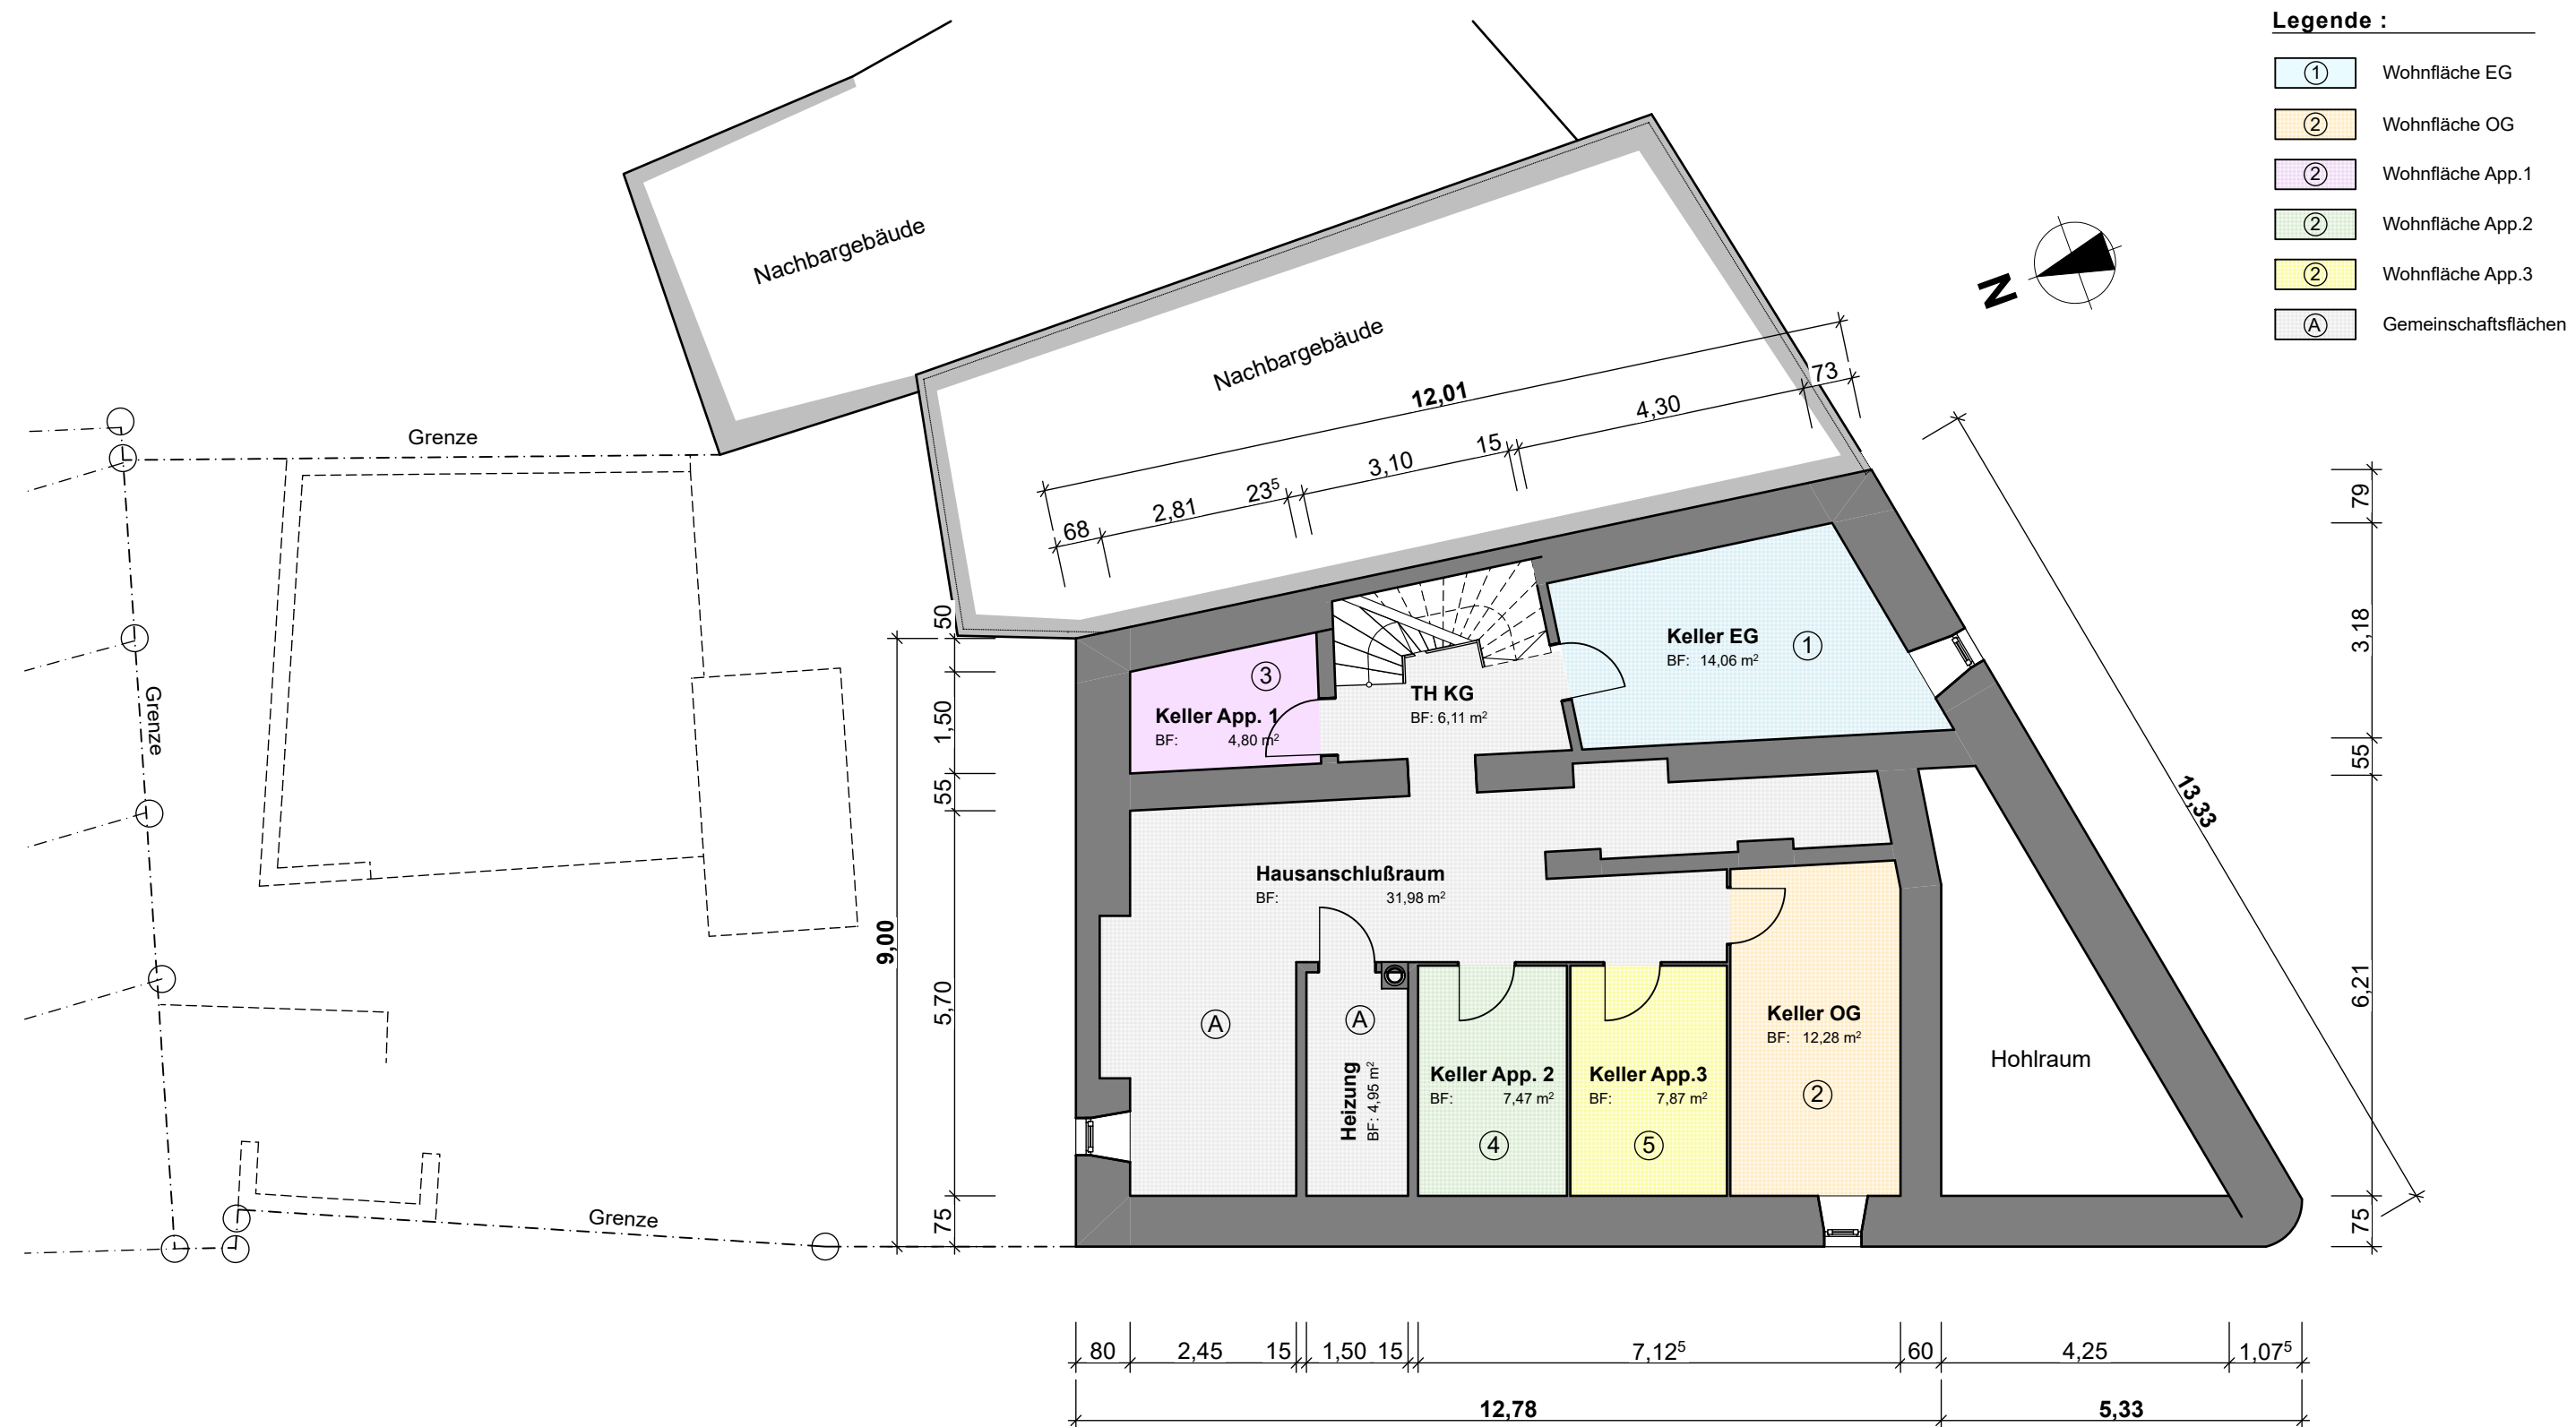 Legende :
1 Wohnfläche EG
2 Wohnfläche OG
2 Wohnfläche App.1
2 Wohnfläche App.2
2 Wohnfläche App.3
A Gemeinschaftsflächen
N
Nachbargebäude
Nachbargebäude
Grenze
Grenze
Grenze
12,01
68
2,81
23⁵
3,10
15
4,30
73
13,33
79
3,18
55
6,21
75
50
1,50
55
5,70
75
9,00
Keller EG
BF: 14,06 m²
1
3
Keller App. 1
BF: 4,80 m²
TH KG
BF: 6,11 m²
Hausanschlußraum
BF: 31,98 m²
A
A
Heizung
BF: 4,95 m²
Keller App. 2
BF: 7,47 m²
4
Keller App.3
BF: 7,87 m²
5
Keller OG
BF: 12,28 m²
2
Hohlraum
80 2,45 15 1,50 15 7,12⁵ 60 4,25 1,07⁵
12,78 5,33